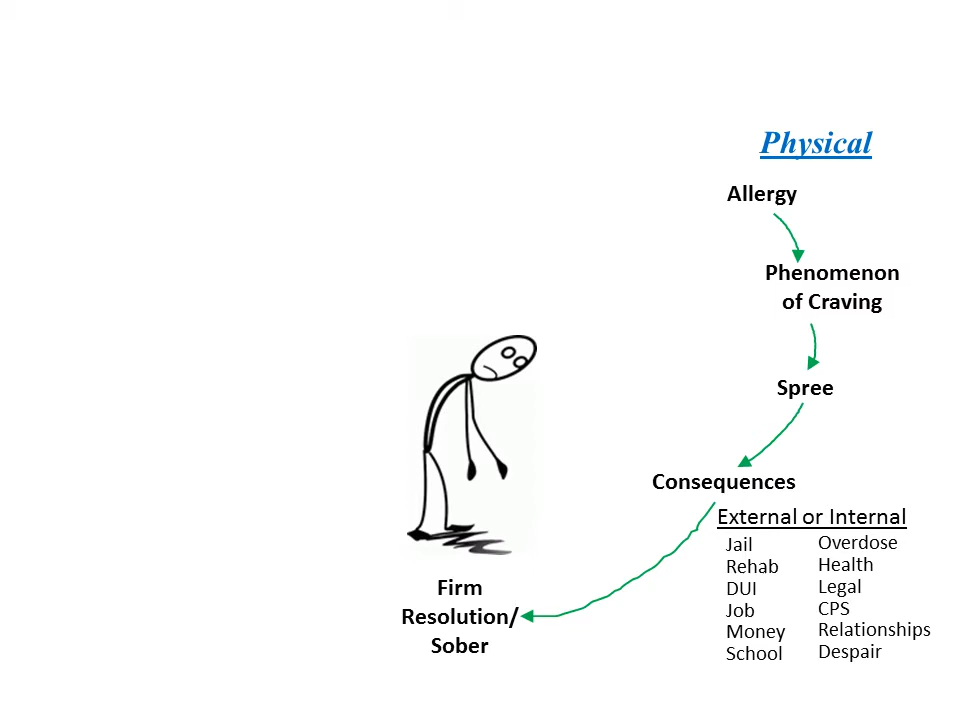 Physical
Allergy
Phenomenon
of Craving
Spree
Consequences
External or Internal
Jail
Rehab
DUI
Job
Money
School
Overdose
Health
Legal
CPS
Relationships
Despair
Firm
Resolution/
Sober